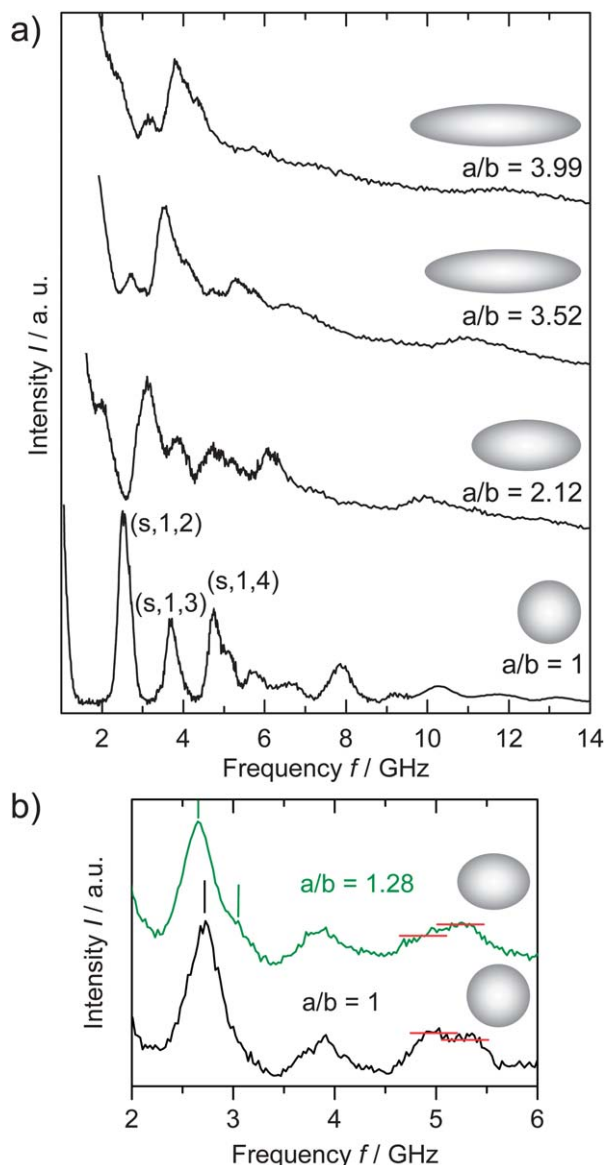 a)
a/b = 3.99
a/b = 3.52
a/b = 2.12
(s,1,2)
(s,1,3)
(s,1,4)
a/b = 1
Intensity I / a. u.
2 4 6 8 10 12 14
Frequency f / GHz
b)
a/b = 1.28
a/b = 1
Intensity I / a.u.
2 3 4 5 6
Frequency f / GHz